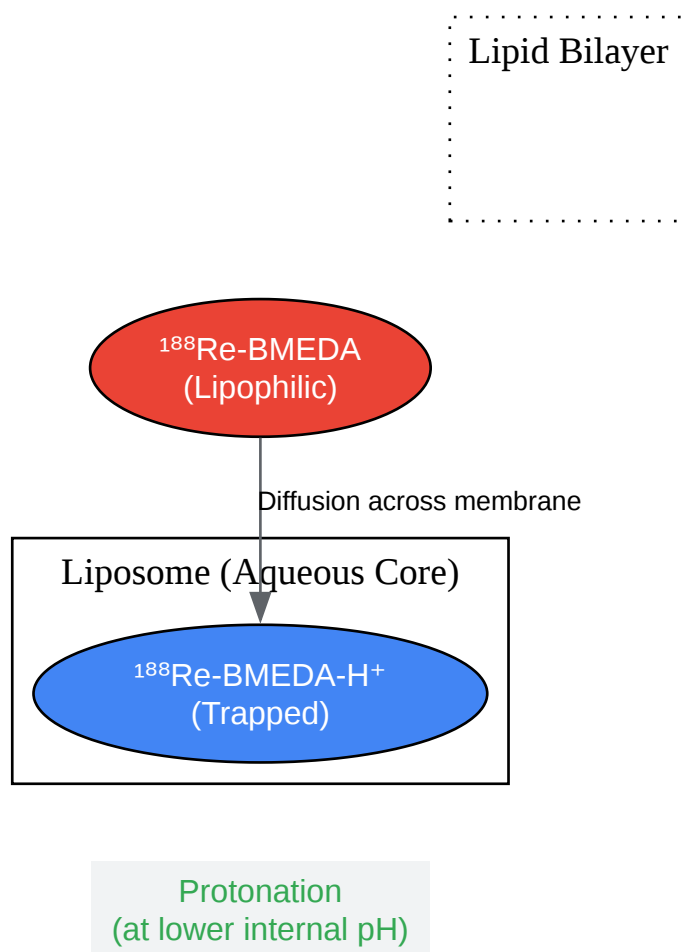 Lipid Bilayer
¹⁸⁸Re-BMEDA
(Lipophilic)
Diffusion across membrane
Liposome (Aqueous Core)
¹⁸⁸Re-BMEDA-H⁺
(Trapped)
Protonation
(at lower internal pH)